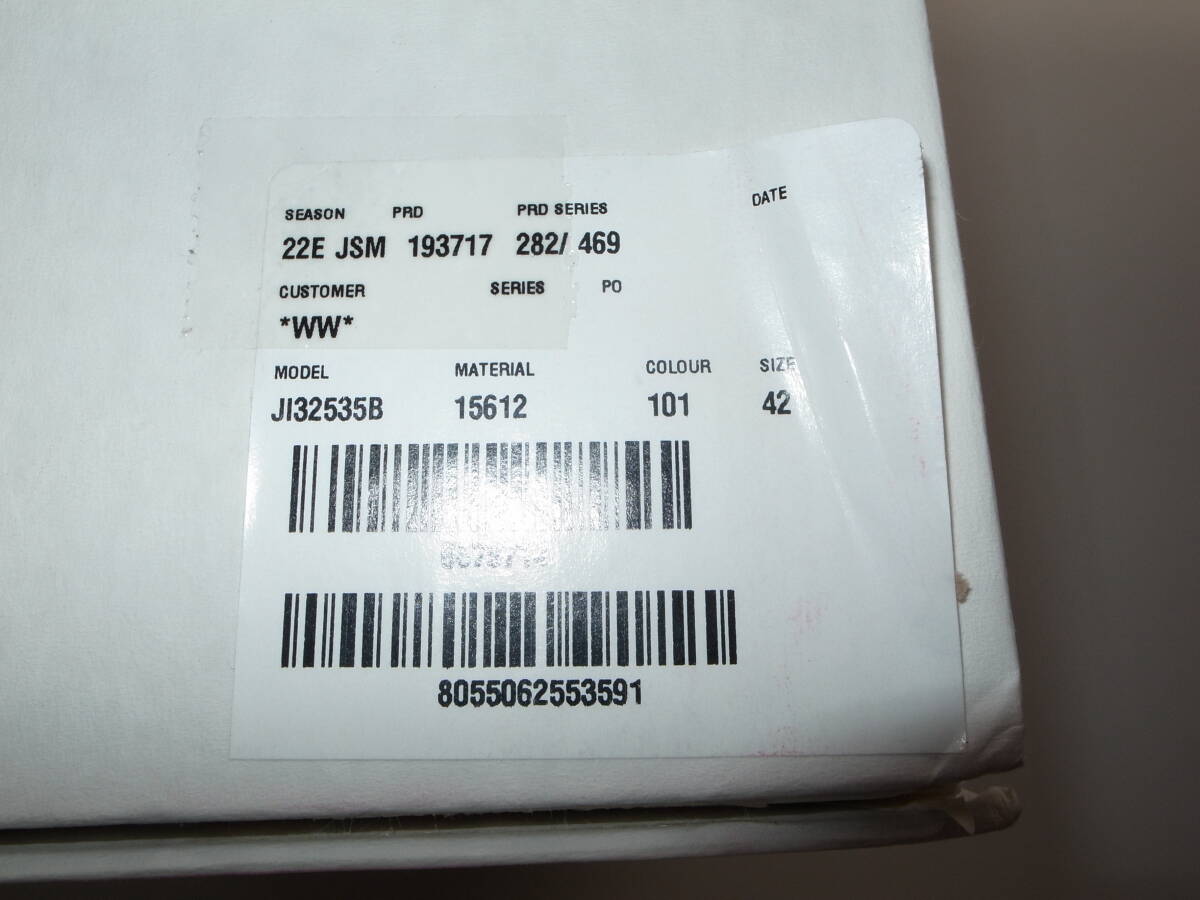 SEASON PRD PRD SERIES DATE
22E JSM 193717 282/ 469
CUSTOMER SERIES PO
*WW*
MODEL MATERIAL COLOUR SIZE
JI32535B 15612 101 42
8055062553591